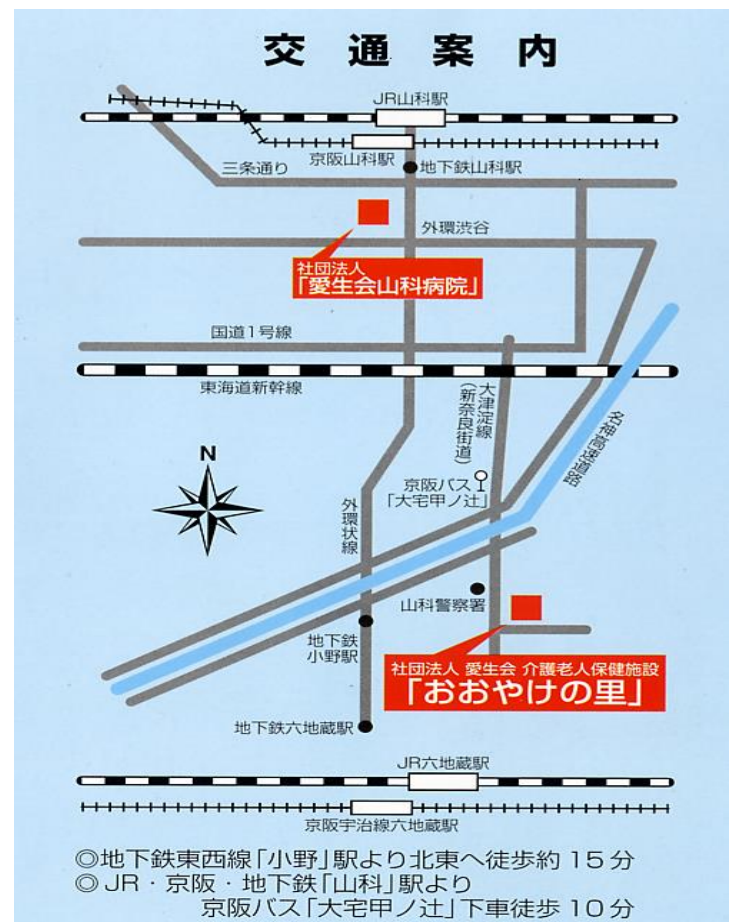 交通案内
JR山科駅
京阪山科駅
三条通り
地下鉄山科駅
外環渋谷
社団法人
「愛生会山科病院」
国道1号線
東海道新幹線
大津淀線
（新奈良街道）
名神高速道路
N
京阪バス
「大宅甲ノ辻」
外環状線
山科警察署
地下鉄
小野駅
社団法人 愛生会 介護老人保健施設
「おおやけの里」
地下鉄六地蔵駅
JR六地蔵駅
京阪宇治線六地蔵駅
◎地下鉄東西線「小野」駅より北東へ徒歩約 15分
◎JR・京阪・地下鉄「山科」駅より
京阪バス「大宅甲ノ辻」下車徒歩 10分